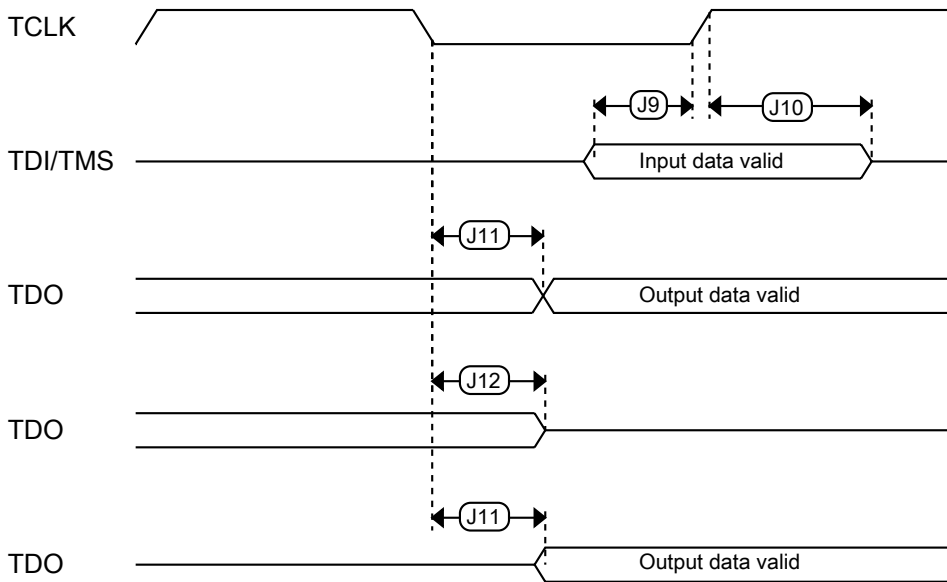 TCLK
J9
J10
TDI/TMS
Input data valid
J11
TDO
Output data valid
J12
TDO
J11
TDO
Output data valid